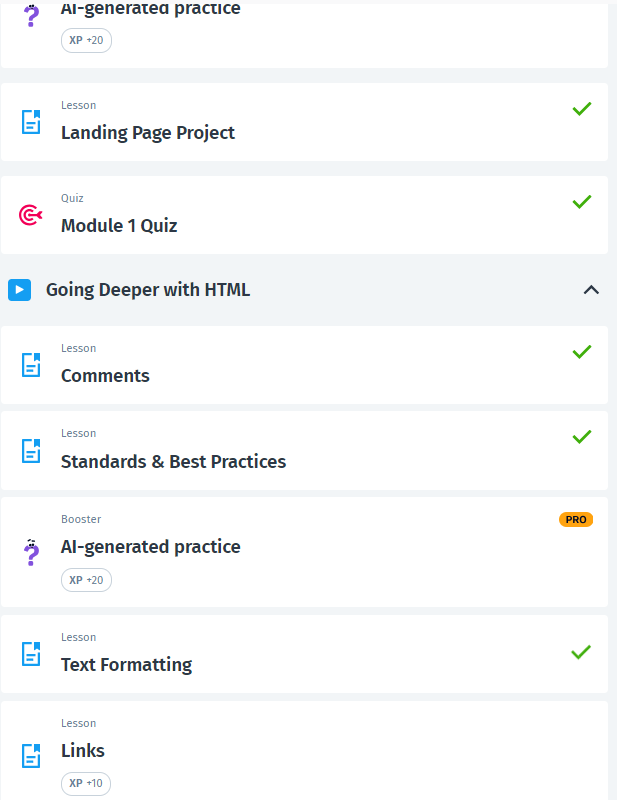 AI-generated practice
XP +20
Lesson
Landing Page Project
Quiz
Module 1 Quiz
Going Deeper with HTML
Lesson
Comments
Lesson
Standards & Best Practices
Booster
PRO
AI-generated practice
XP +20
Lesson
Text Formatting
Lesson
Links
XP +10